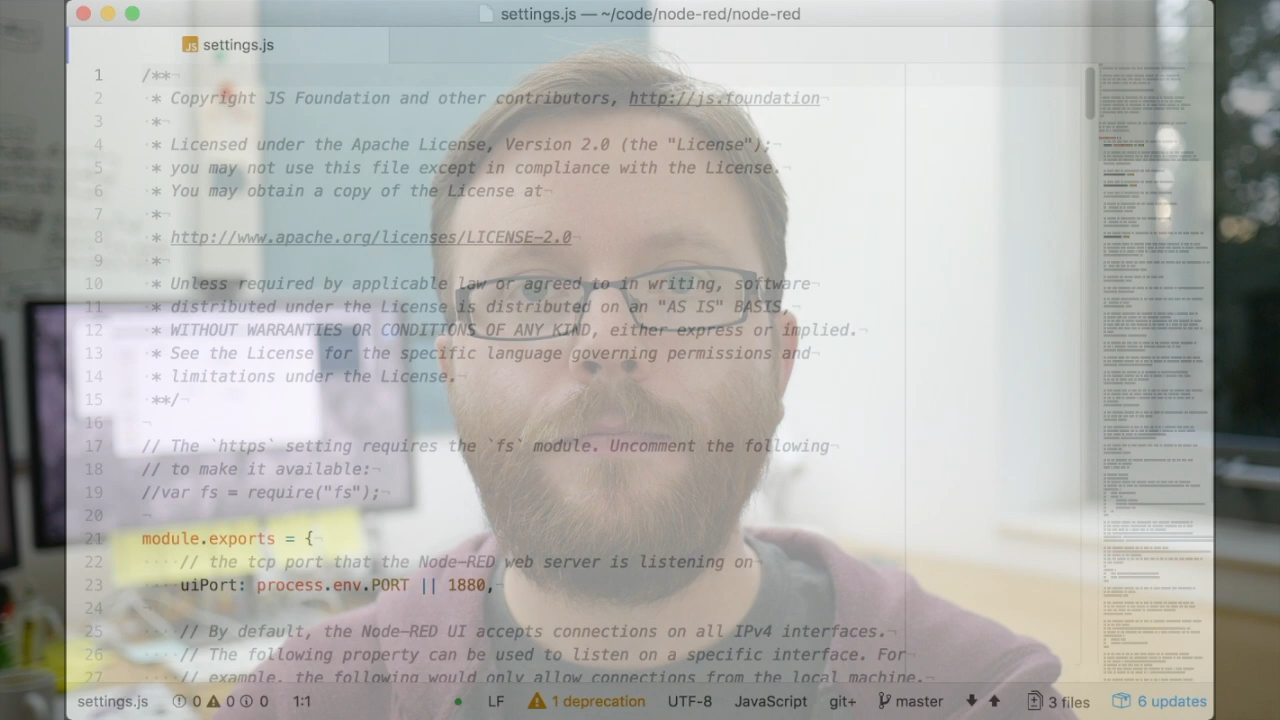 settings.js — ~/code/node-red/node-red
JS settings.js
1 /**
2 * Copyright JS Foundation and other contributors, http://js.foundation
3 *
4 * Licensed under the Apache License, Version 2.0 (the "License");
5 * you may not use this file except in compliance with the License.
6 * You may obtain a copy of the License at
7 *
8 * http://www.apache.org/licenses/LICENSE-2.0
9 *
10 * Unless required by applicable law or agreed to in writing, software
11 * distributed under the License is distributed on an "AS IS" BASIS,
12 * WITHOUT WARRANTIES OR CONDITIONS OF ANY KIND, either express or implied.
13 * See the License for the specific language governing permissions and
14 * limitations under the License.
15 **/
16
17 // The `https` setting requires the `fs` module. Uncomment the following
18 // to make it available:
19 //var fs = require("fs");
20
21 module.exports = {
22 // the tcp port that the Node-RED web server is listening on
23 uiPort: process.env.PORT || 1880,
24
25 // By default, the Node-RED UI accepts connections on all IPv4 interfaces.
26 // The following property can be used to listen on a specific interface. For
27 // example, the following would only allow connections from the local machine.
settings.js 0 0 0 1:1 LF 1 deprecation UTF-8 JavaScript git+ master 3 files 6 updates